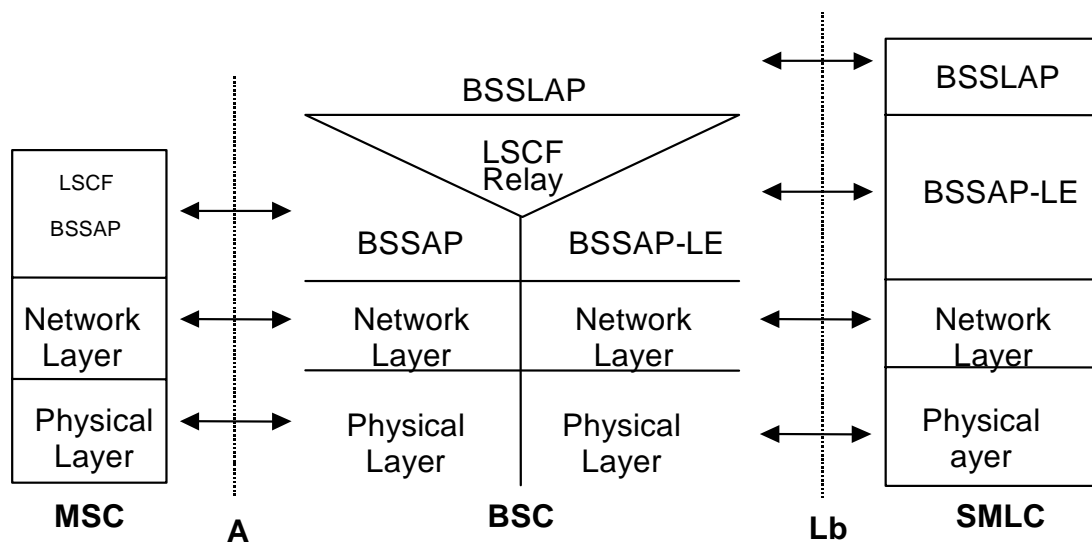 BSSLAP
LSCF
Relay
BSSAP
BSSAP-LE
Network
Layer
Network
Layer
Physical
Layer
Physical
Layer
LSCF
BSSAP
Network
Layer
Physical
Layer
BSSLAP
BSSAP-LE
Network
Layer
Physical
ayer
MSC
A
BSC
Lb
SMLC